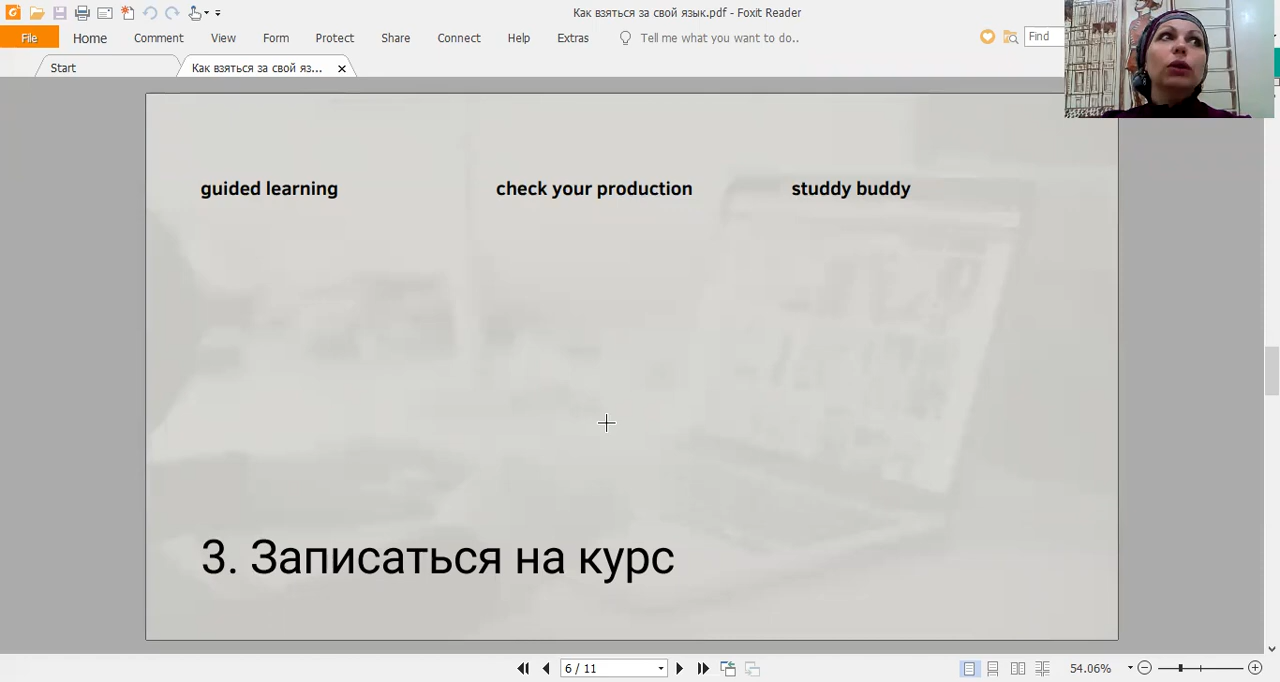 Как взяться за свой язык.pdf - Foxit Reader
File Home Comment View Form Protect Share Connect Help Extras Tell me what you want to do.. Find
Start Как взяться за свой яз...
guided learning check your production studdy buddy
3. Записаться на курс
6 / 11 54.06%